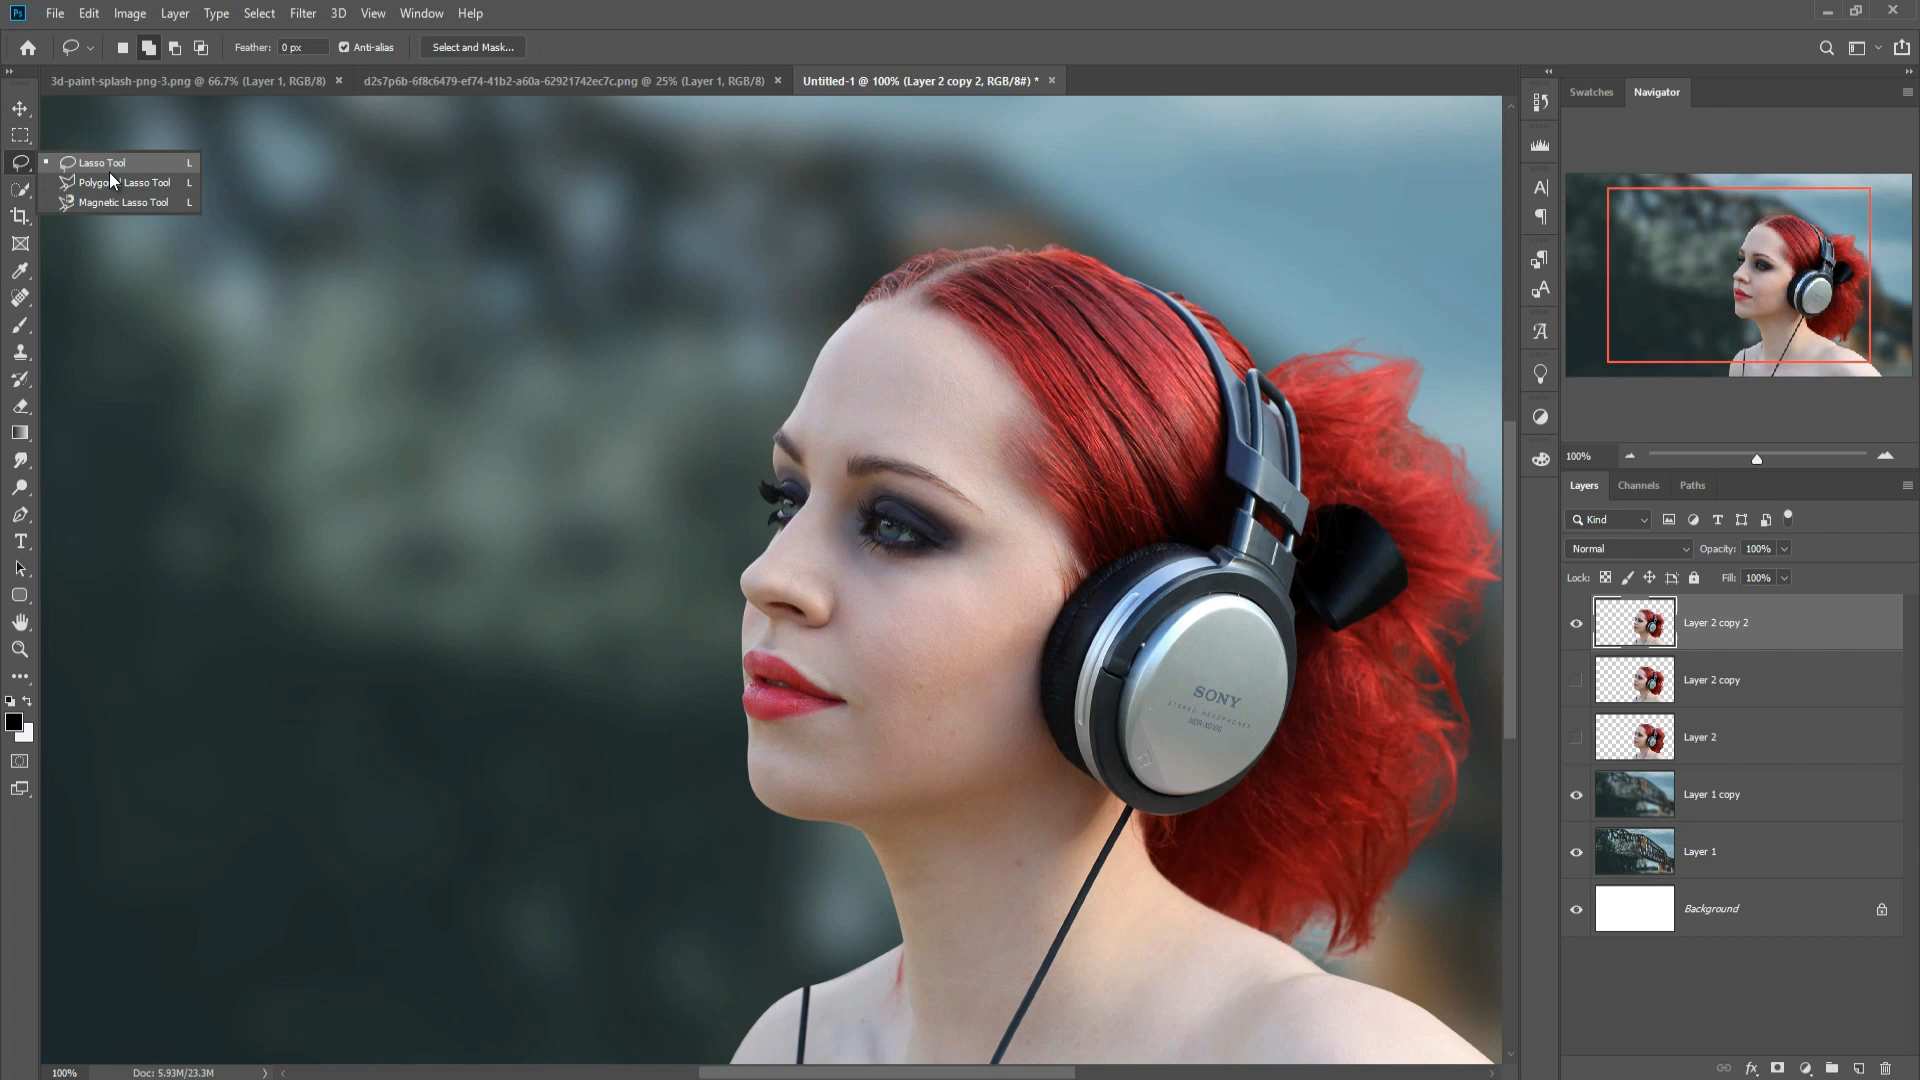 Ps File Edit Image Layer Type Select Filter 3D View Window Help
Feather: 0 px Anti-alias Select and Mask...
3d-paint-splash-png-3.png @ 66.7% (Layer 1, RGB/8) × d2s7p6b-6f8c6479-ef74-41b2-a60a-62921742ec7c.png @ 25% (Layer 1, RGB/8) × Untitled-1 @ 100% (Layer 2 copy 2, RGB/8#) * ×
Swatches Navigator
Lasso Tool L
Lasso Tool L
Magnetic Lasso Tool L
100%
Layers Channels Paths
Kind
Normal Opacity: 100%
Lock: Fill: 100%
Layer 2 copy 2
Layer 2 copy
Layer 2
Layer 1 copy
Layer 1
Background
SONY
STEREO HEADPHONES
100% Doc: 5.93M/23.3M